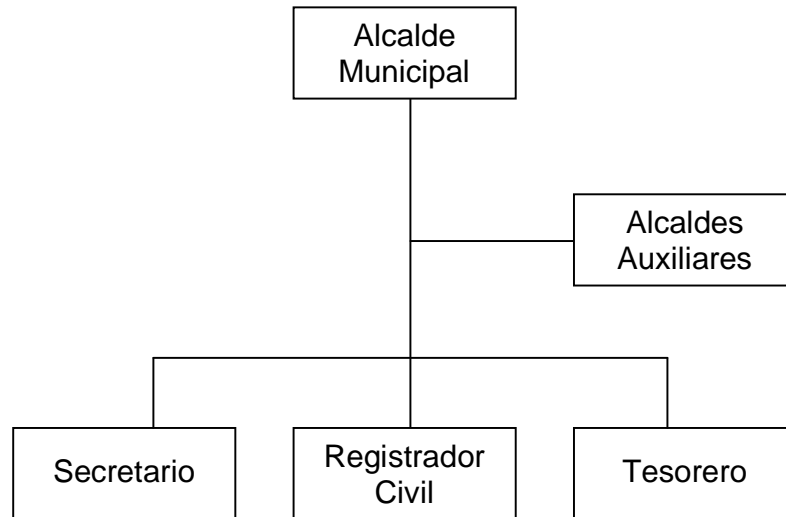 Alcalde
Municipal
Alcaldes
Auxiliares
Secretario
Registrador
Civil
Tesorero